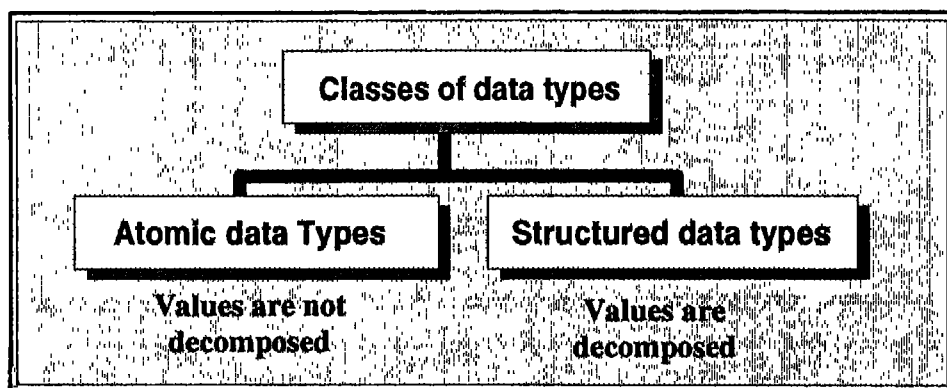 Classes of data types
Atomic data Types
Structured data types
Values are not
decomposed
Values are
decomposed